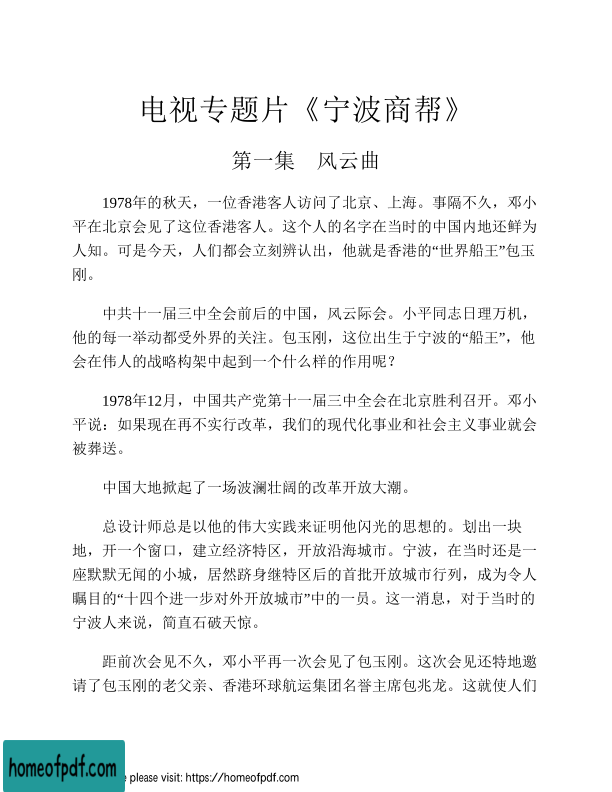 电视专题片《宁波商帮》
第一集　风云曲
1978年的秋天，一位香港客人访问了北京、上海。事隔不久，邓小
平在北京会见了这位香港客人。这个人的名字在当时的中国内地还鲜为
人知。可是今天，人们都会立刻辨认出，他就是香港的“世界船王”包玉
刚。
中共十一届三中全会前后的中国，风云际会。小平同志日理万机，
他的每一举动都受外界的关注。包玉刚，这位出生于宁波的“船王”，他
会在伟人的战略构架中起到一个什么样的作用呢？
1978年12月，中国共产党第十一届三中全会在北京胜利召开。邓小
平说：如果现在再不实行改革，我们的现代化事业和社会主义事业就会
被葬送。
中国大地掀起了一场波澜壮阔的改革开放大潮。
总设计师总是以他的伟大实践来证明他闪光的思想的。划出一块
地，开一个窗口，建立经济特区，开放沿海城市。宁波，在当时还是一
座默默无闻的小城，居然跻身继特区后的首批开放城市行列，成为令人
瞩目的“十四个进一步对外开放城市”中的一员。这一消息，对于当时的
宁波人来说，简直石破天惊。
距前次会见不久，邓小平再一次会见了包玉刚。这次会见还特地邀
请了包玉刚的老父亲、香港环球航运集团名誉主席包兆龙。这就使人们
homeofpdf.com
e please visit: https://homeofpdf.com